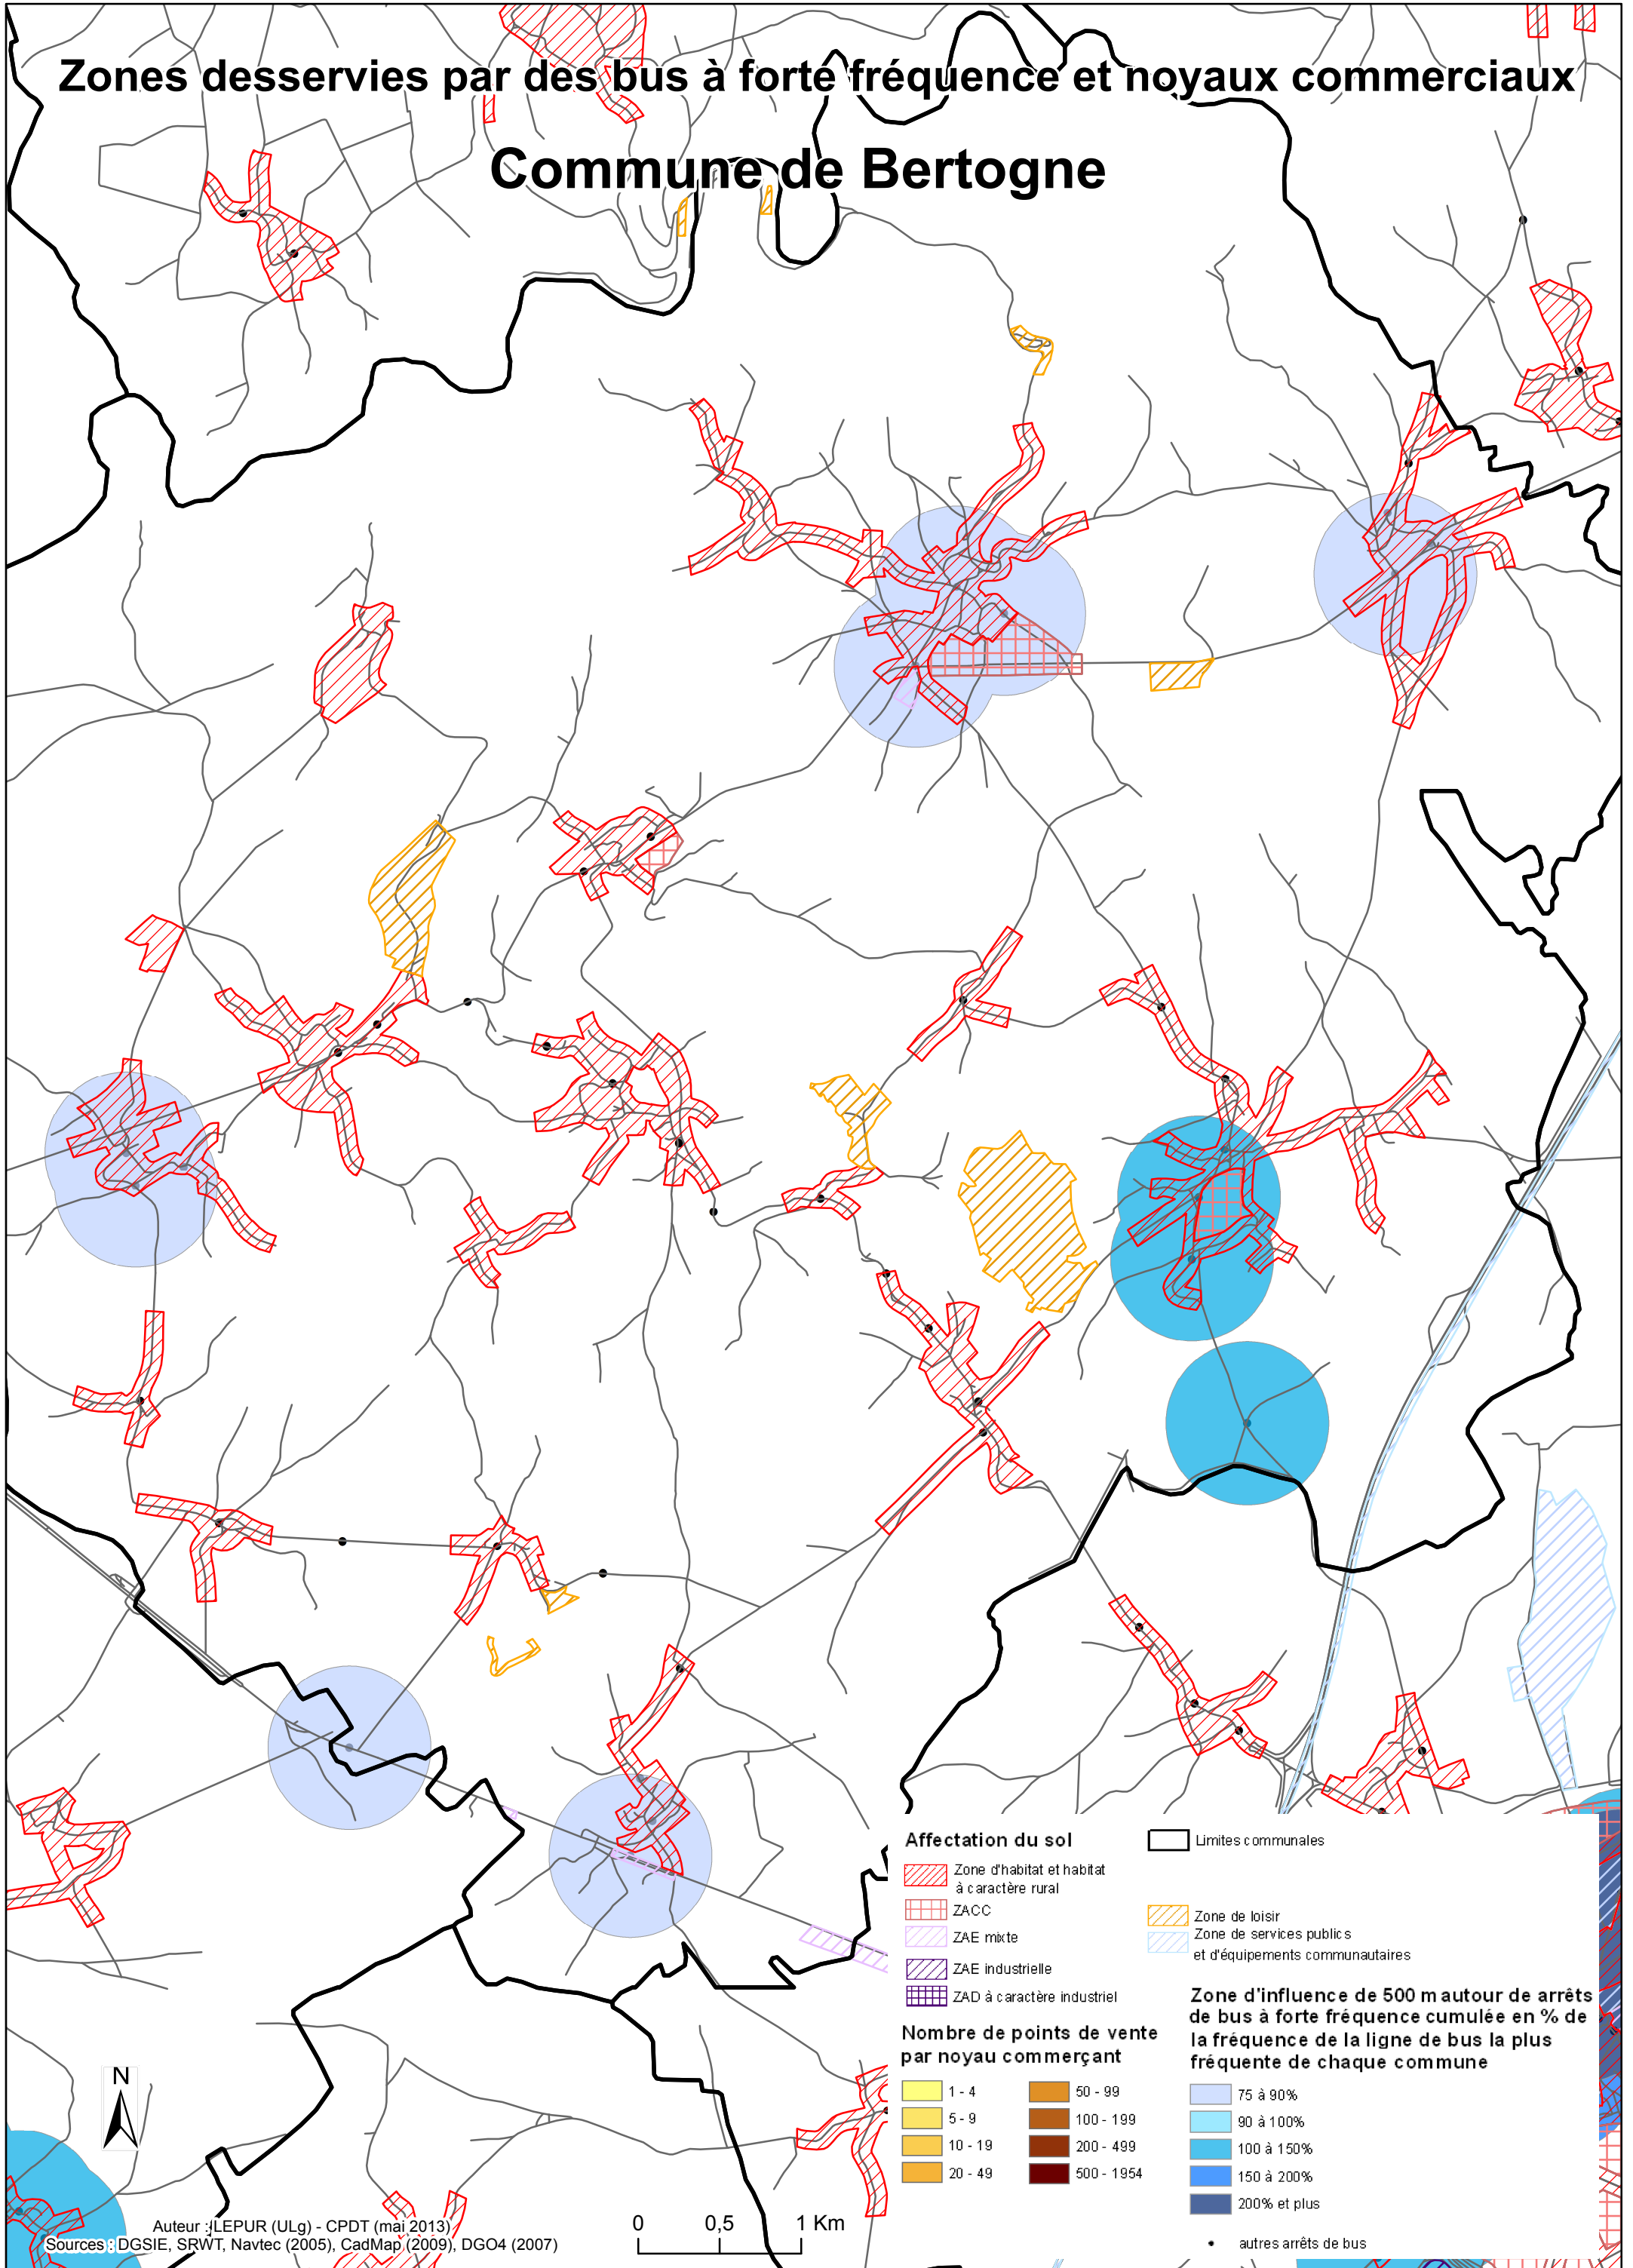 Zones desservies par des bus à forte fréquence et noyaux commerciaux
Commune de Bertogne
Affectation du sol
Zone d'habitat et habitat
à caractère rural
ZACC
ZAE mixte
ZAE industrielle
ZAD à caractère industriel
Limites communales
Zone de loisir
Zone de services publics
et d'équipements communautaires
Nombre de points de vente
par noyau commerçant
1 - 4
5 - 9
10 - 19
20 - 49
50 - 99
100 - 199
200 - 499
500 - 1954
Zone d'influence de 500 m autour de arrêts
de bus à forte fréquence cumulée en % de
la fréquence de la ligne de bus la plus
fréquente de chaque commune
75 à 90%
90 à 100%
100 à 150%
150 à 200%
200% et plus
autres arrêts de bus
N
Auteur : LEPUR (ULg) - CPDT (mai 2013)
Sources : DGSIE, SRWT, Navtec (2005), CadMap (2009), DGO4 (2007)
0 0,5 1 Km